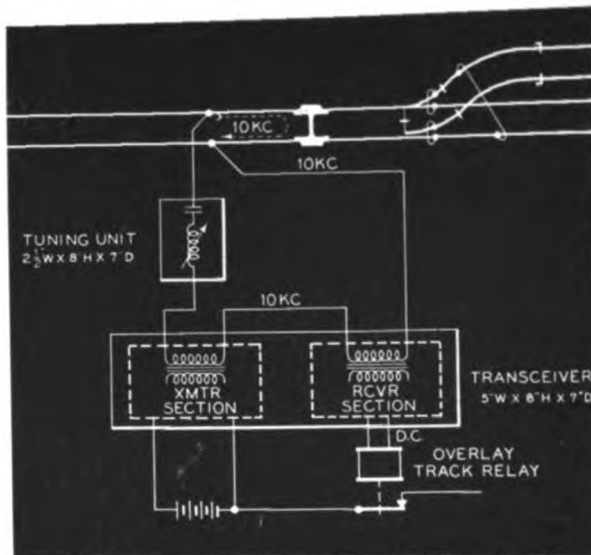 10KC
10KC
TUNING UNIT
2½"W X 8"H X 7"D
10KC
XMTR
SECTION
RCVR
SECTION
TRANSCEIVER
5"W X 8"H X 7"D
D.C.
OVERLAY
TRACK RELAY